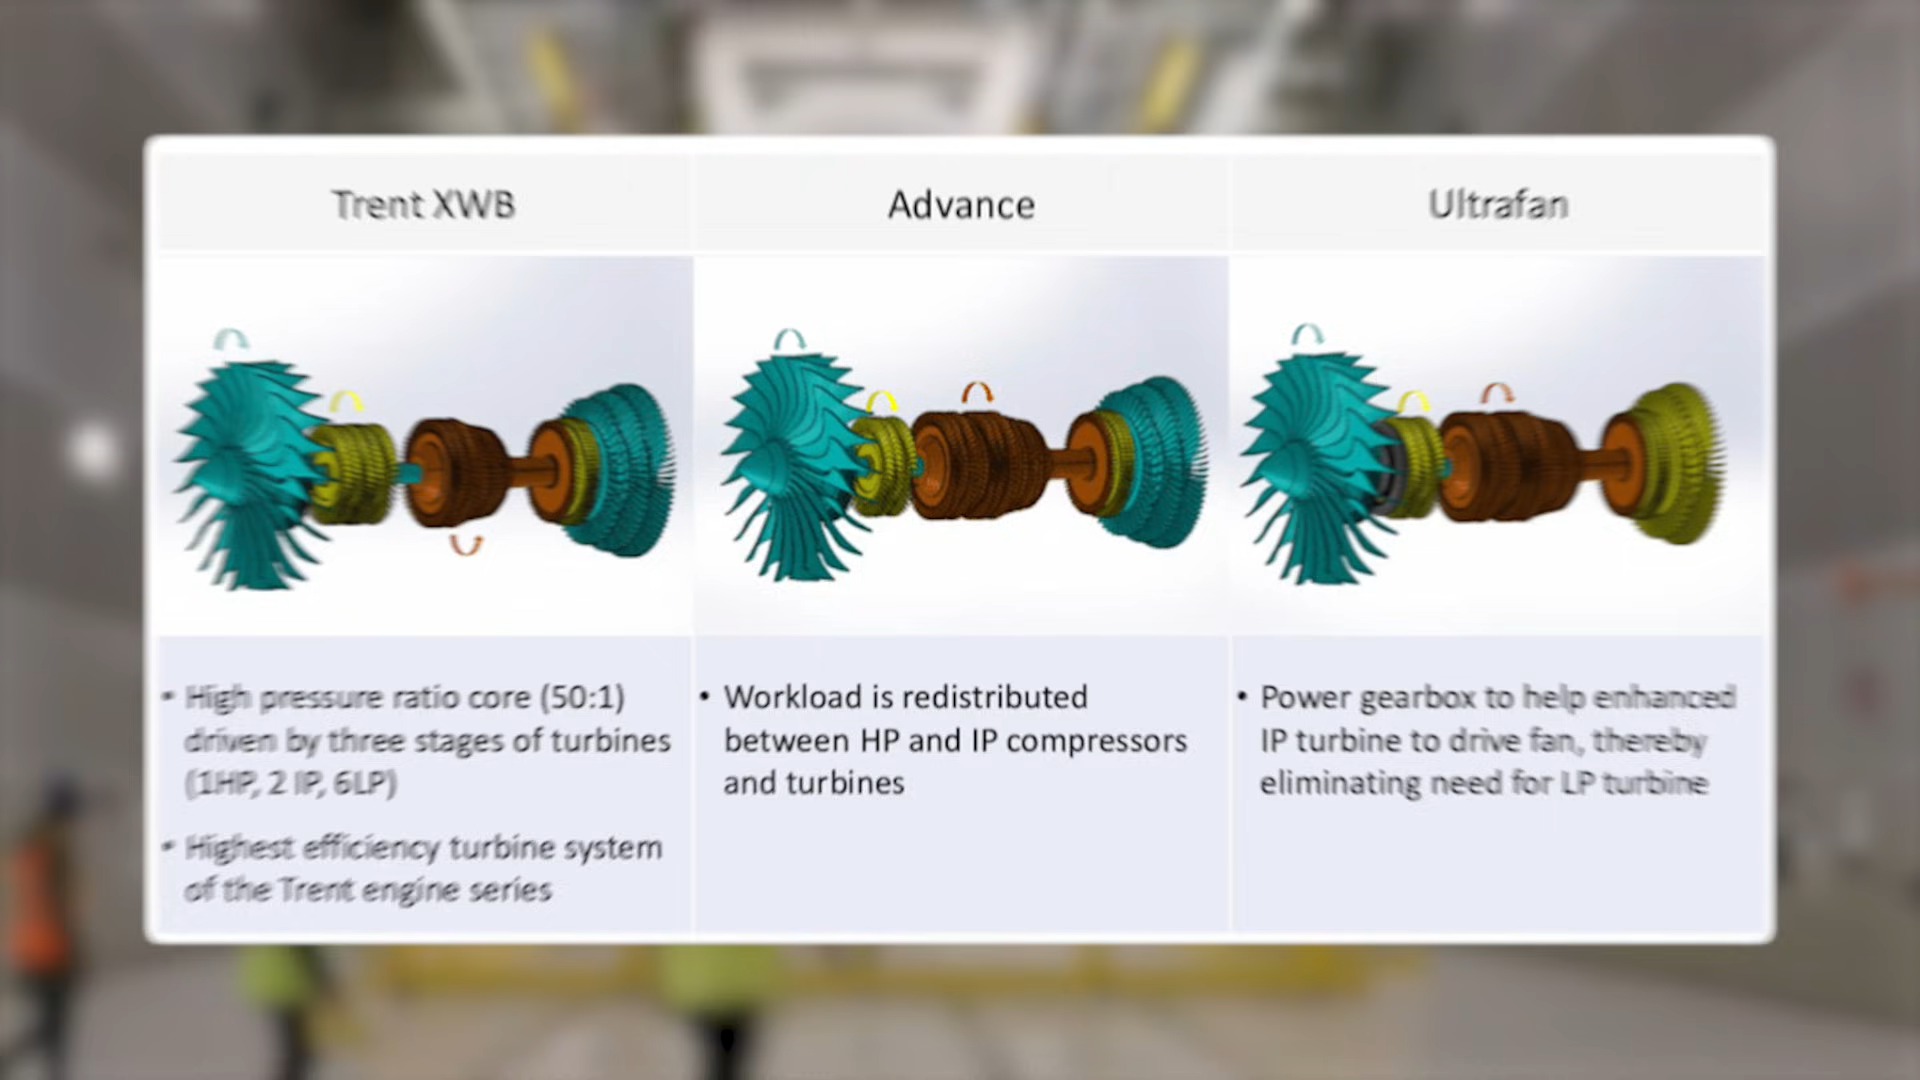 Trent XWB
Advance
Ultrafan
• High pressure ratio core (50:1)
driven by three stages of turbines
(1HP, 2 IP, 6LP)
• Highest efficiency turbine system
of the Trent engine series
• Workload is redistributed
between HP and IP compressors
and turbines
• Power gearbox to help enhanced
IP turbine to drive fan, thereby
eliminating need for LP turbine